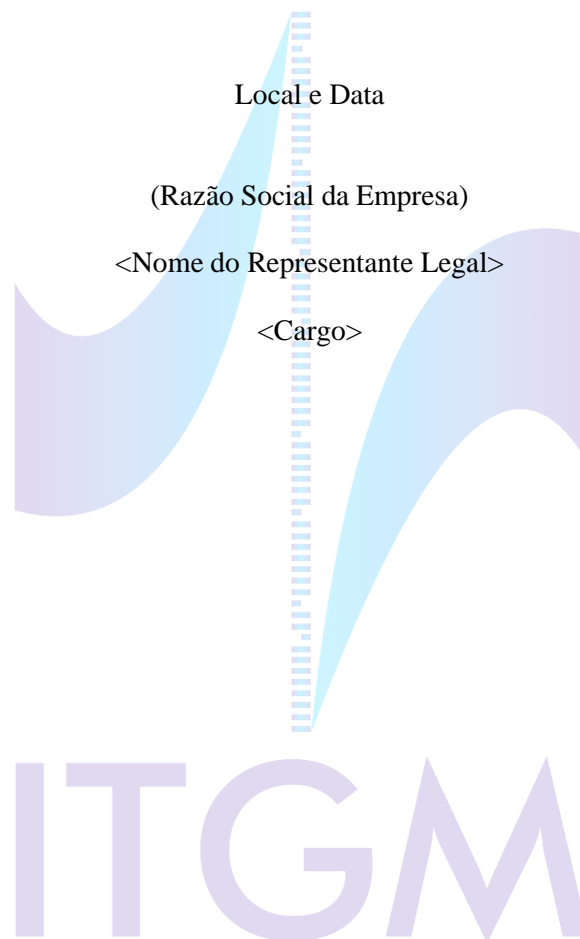 Local e Data
(Razão Social da Empresa)
<Nome do Representante Legal>
<Cargo>
ITGM